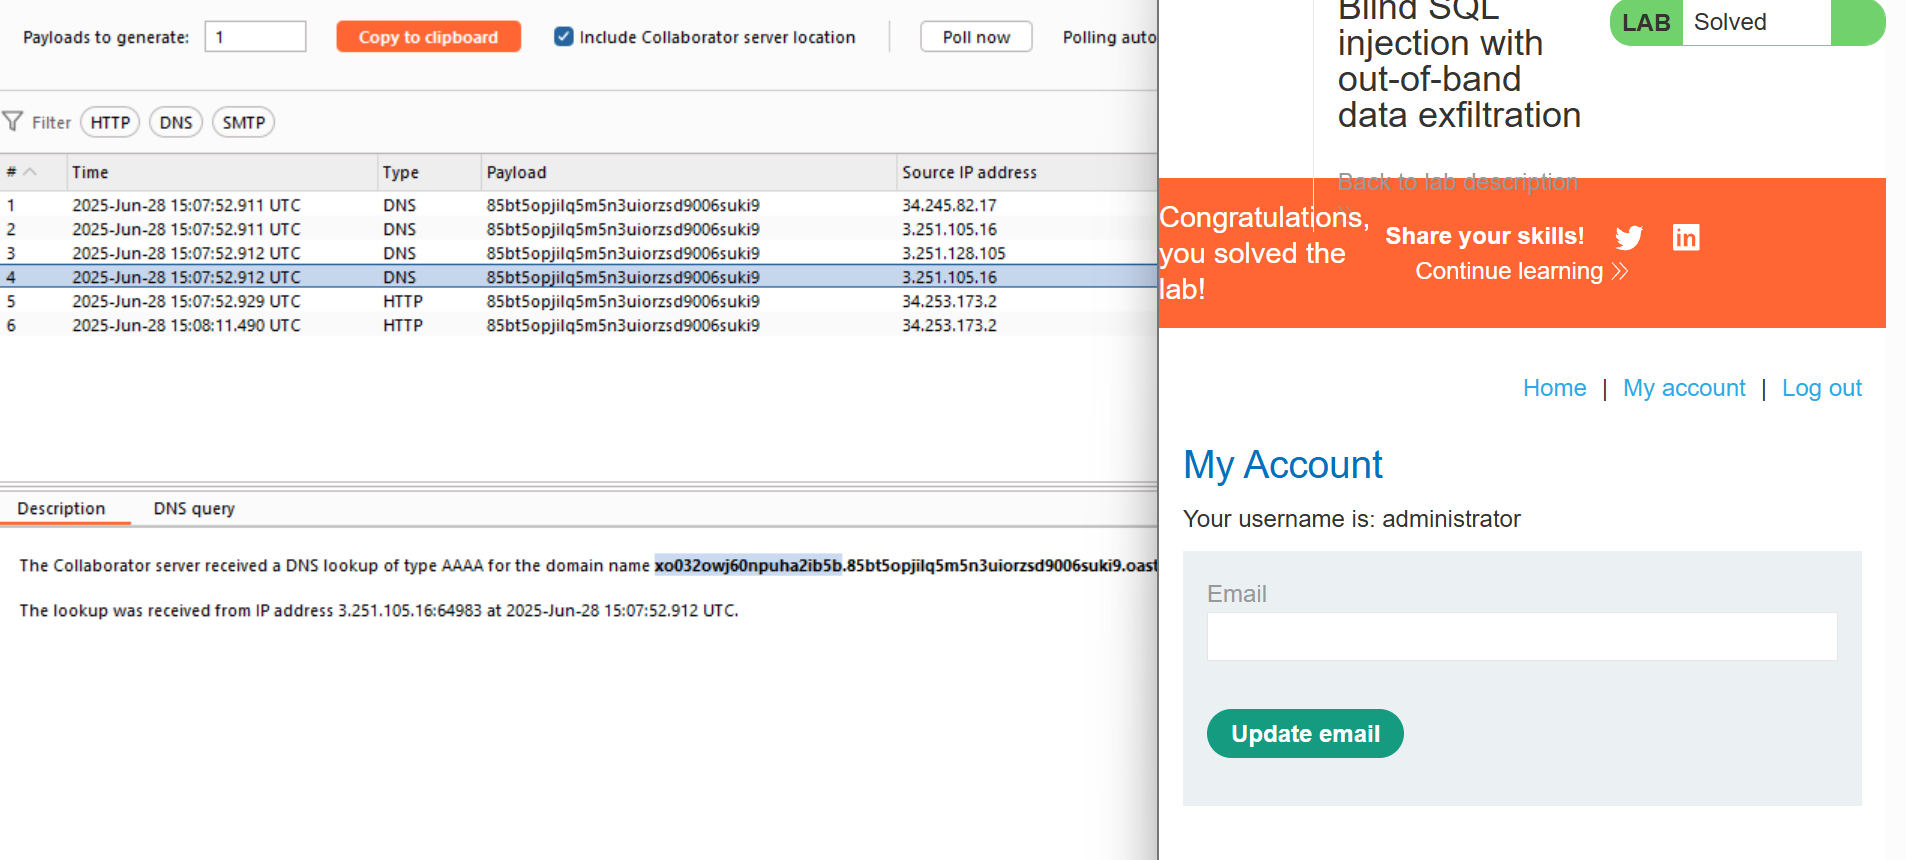 Payloads to generate: 1 Copy to clipboard Include Collaborator server location Poll now Polling auto
Filter HTTP DNS SMTP
# Time Type Payload Source IP address
1 2025-Jun-28 15:07:52.911 UTC DNS 85bt5opjilq5m5n3uiorzsd9006suki9 34.245.82.17
2 2025-Jun-28 15:07:52.911 UTC DNS 85bt5opjilq5m5n3uiorzsd9006suki9 3.251.105.16
3 2025-Jun-28 15:07:52.912 UTC DNS 85bt5opjilq5m5n3uiorzsd9006suki9 3.251.128.105
4 2025-Jun-28 15:07:52.912 UTC DNS 85bt5opjilq5m5n3uiorzsd9006suki9 3.251.105.16
5 2025-Jun-28 15:07:52.929 UTC HTTP 85bt5opjilq5m5n3uiorzsd9006suki9 34.253.173.2
6 2025-Jun-28 15:08:11.490 UTC HTTP 85bt5opjilq5m5n3uiorzsd9006suki9 34.253.173.2
Description DNS query
The Collaborator server received a DNS lookup of type AAAA for the domain name xo032owj60npuha2ib5b.85bt5opjilq5m5n3uiorzsd9006suki9.oast
The lookup was received from IP address 3.251.105.16:64983 at 2025-Jun-28 15:07:52.912 UTC.
Blind SQL
injection with
out-of-band
data exfiltration
LAB Solved
Back to lab description
Congratulations,
you solved the
lab!
Share your skills!
Continue learning
Home | My account | Log out
My Account
Your username is: administrator
Email
Update email